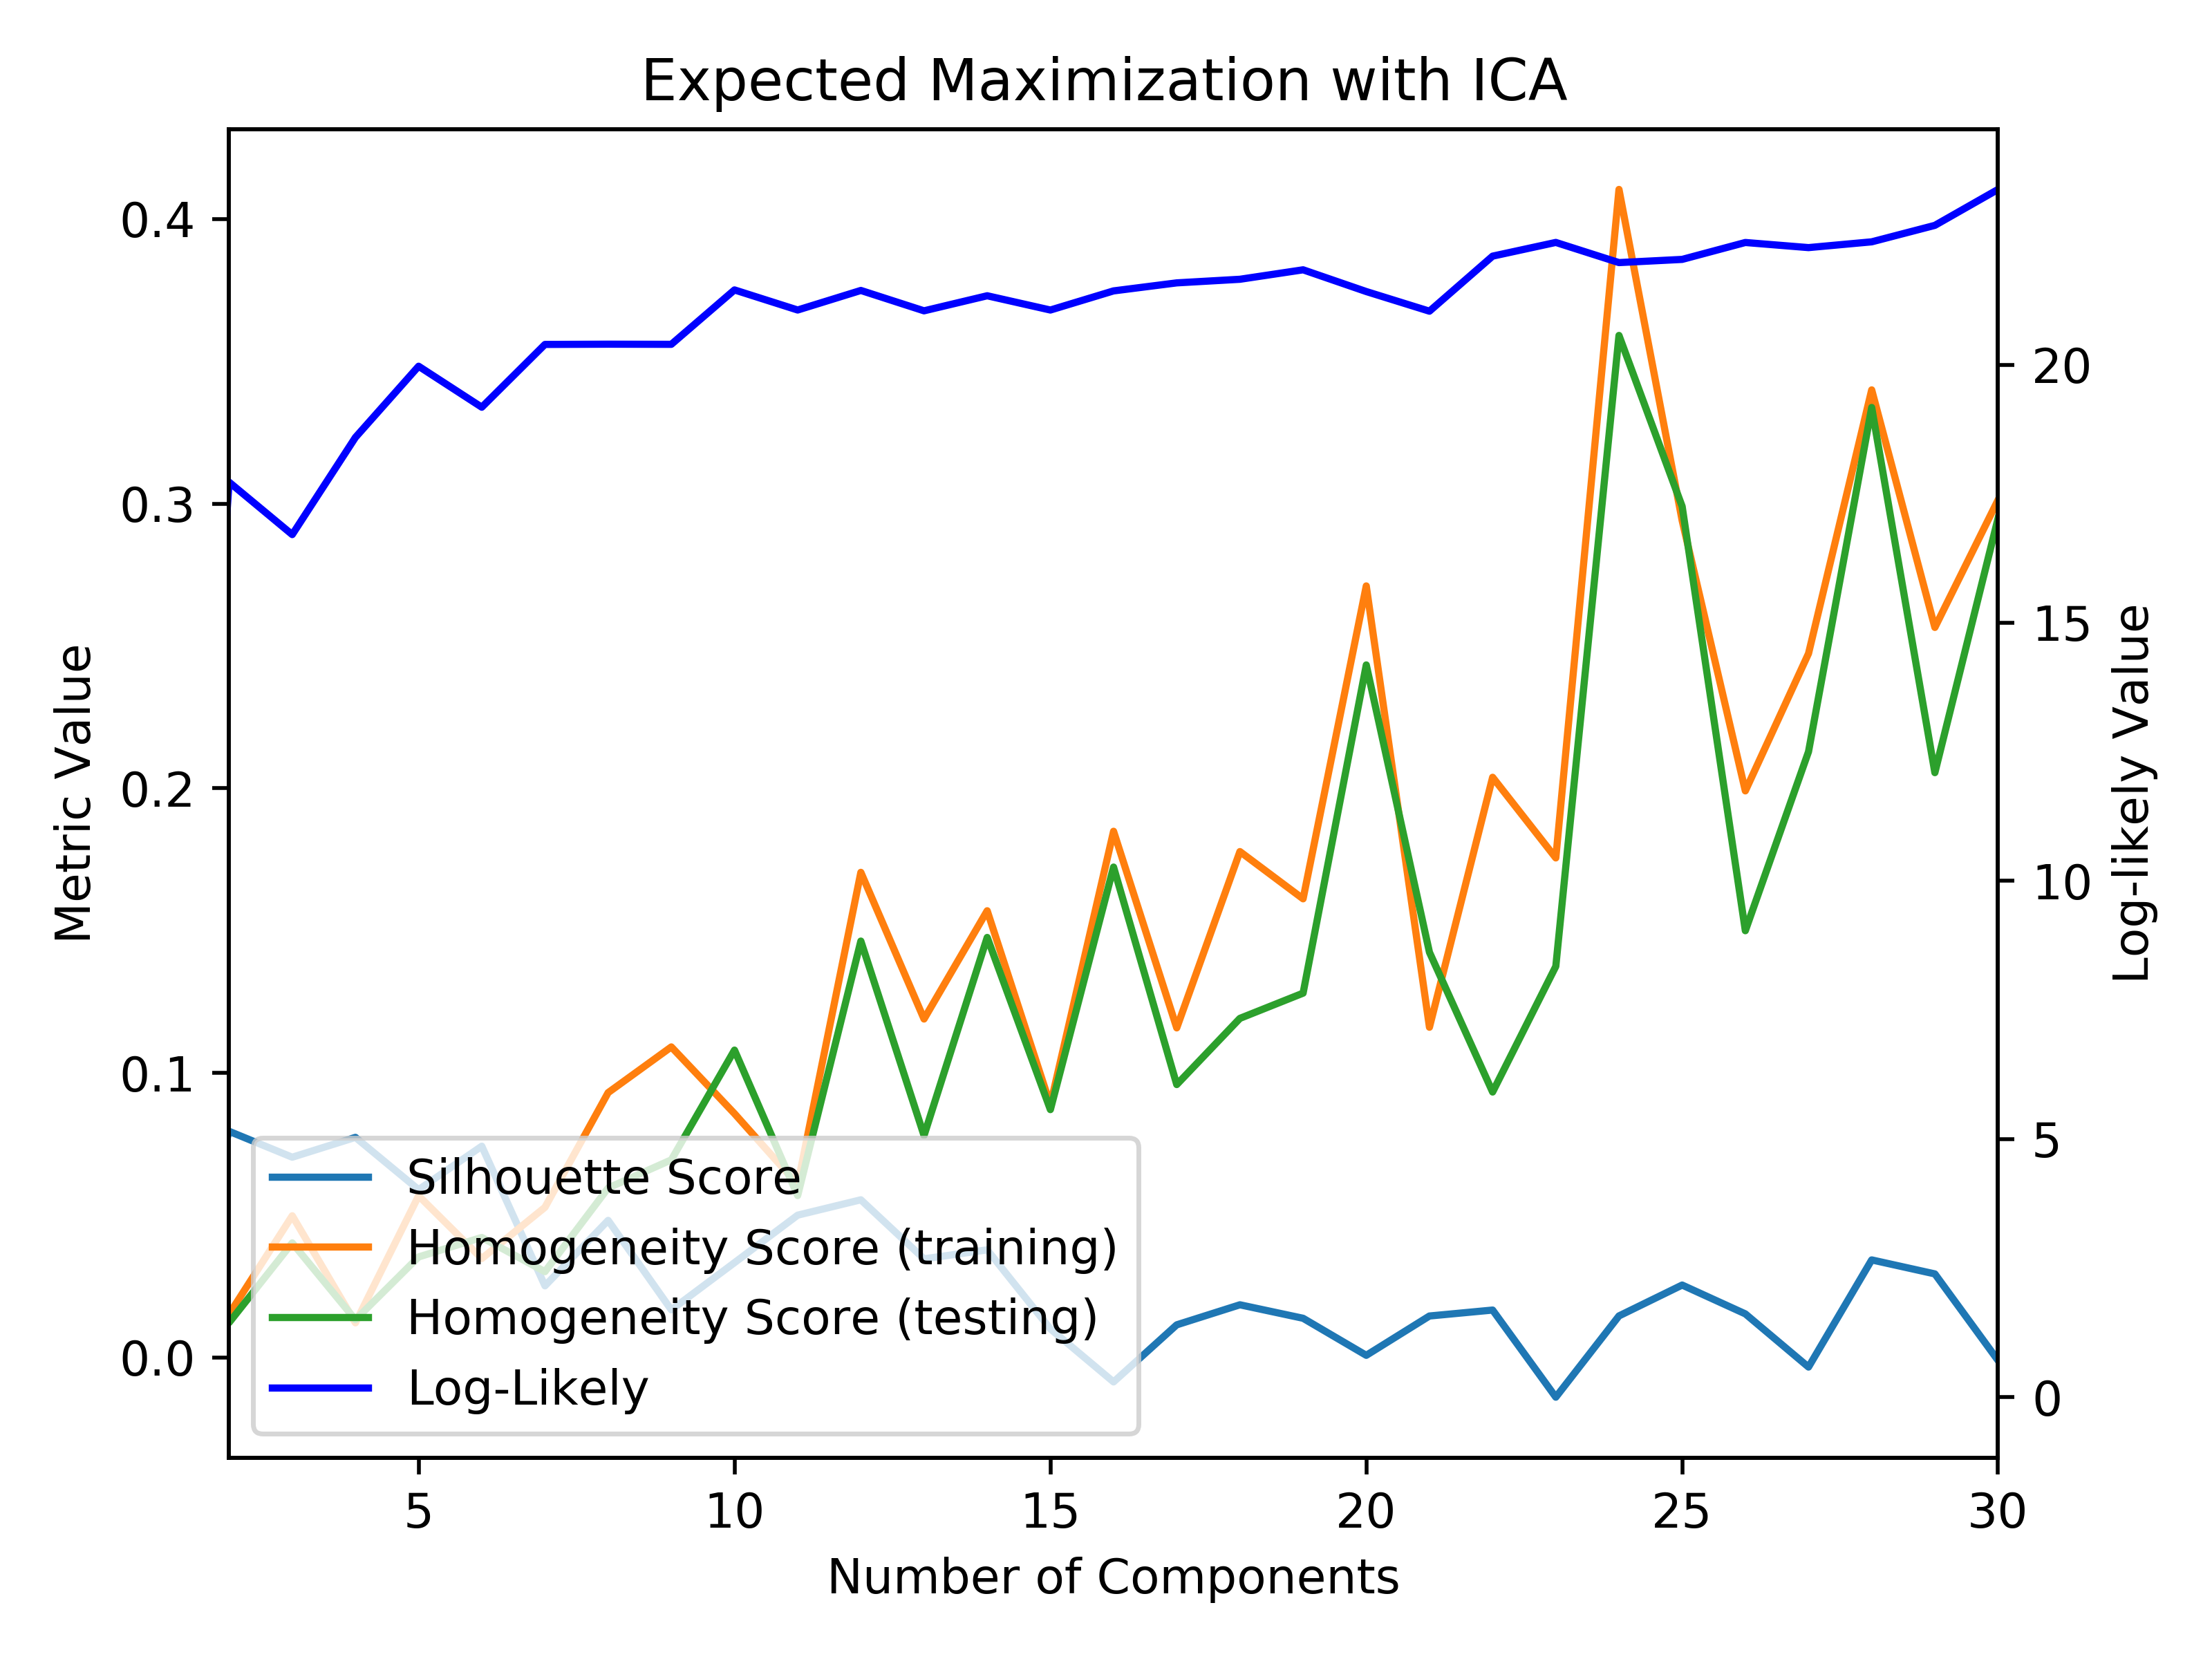 Expected Maximization with ICA
0.4
0.3
0.2
0.1
0.0
Metric Value
20
15
10
5
0
Log-likely Value
Silhouette Score
Homogeneity Score (training)
Homogeneity Score (testing)
Log-Likely
5 10 15 20 25 30
Number of Components